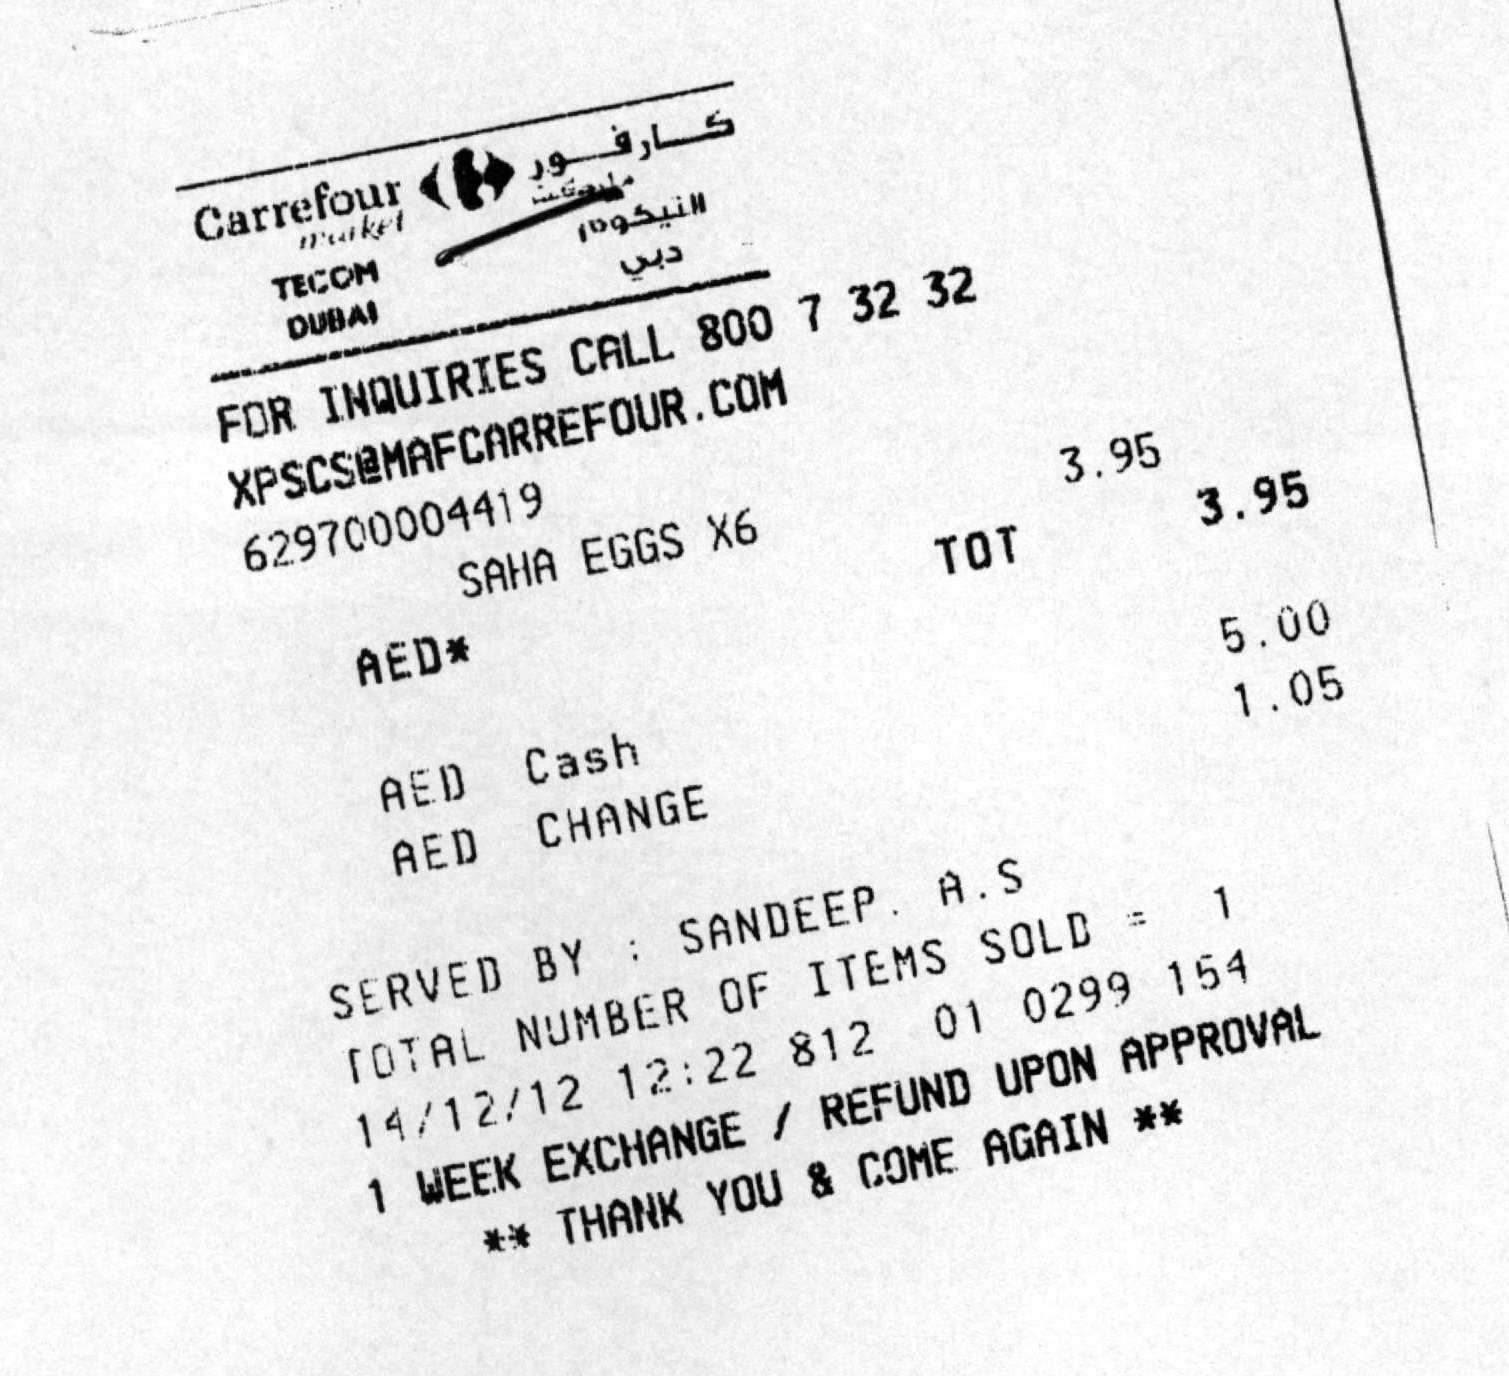 Carrefour كارفور
market ماركت
TECOM التيكوم
DUBAI دبي
FOR INQUIRIES CALL 800 7 32 32
XPSCS@MAFCARREFOUR.COM
629700004419 3.95
SAHA EGGS X6
AED* TOT 3.95
AED Cash 5.00
AED CHANGE 1.05
SERVED BY : SANDEEP. A.S
TOTAL NUMBER OF ITEMS SOLD = 1
14/12/12 12:22 812 01 0299 154
1 WEEK EXCHANGE / REFUND UPON APPROVAL
** THANK YOU & COME AGAIN **